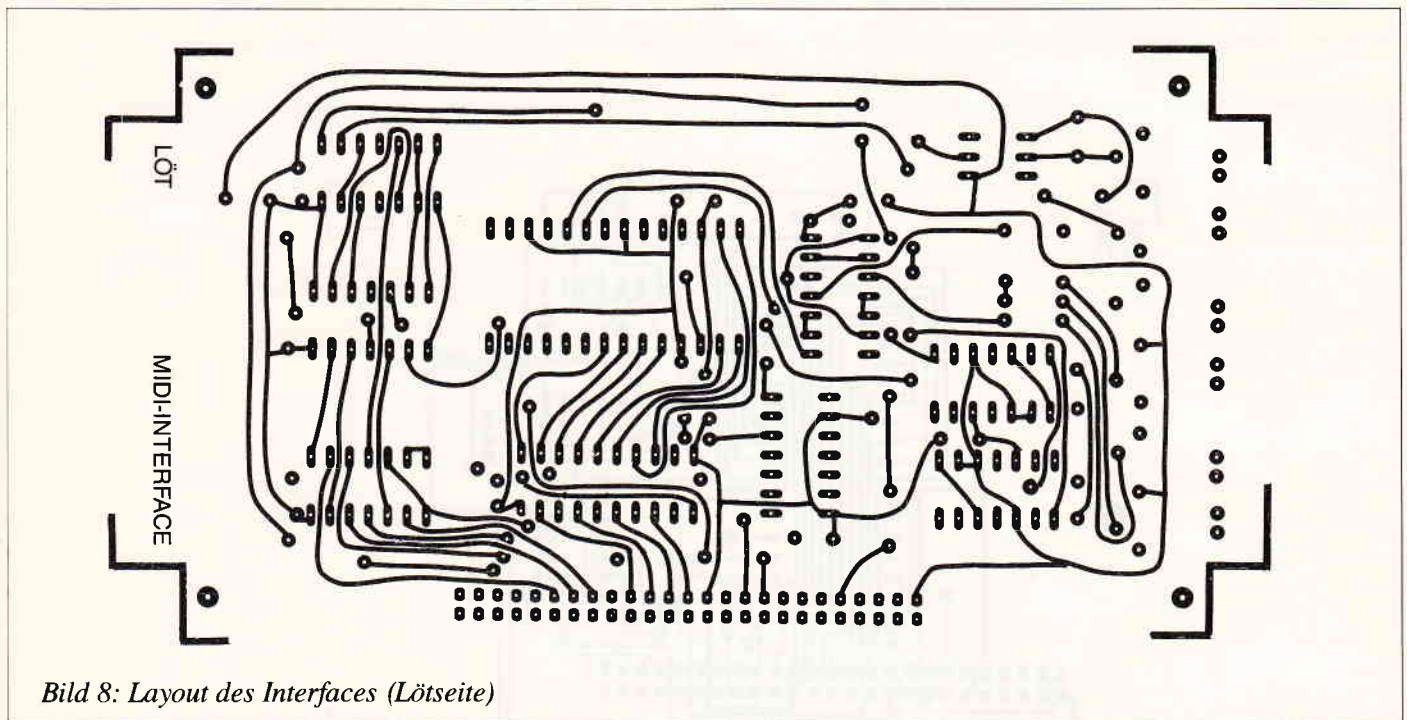 LÖT
MIDI-INTERFACE
Bild 8: Layout des Interfaces (Lötseite)